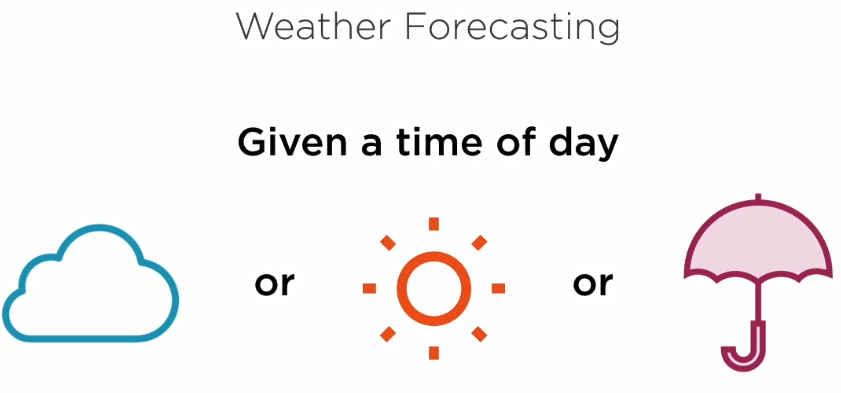 Weather Forecasting
Given a time of day
or or